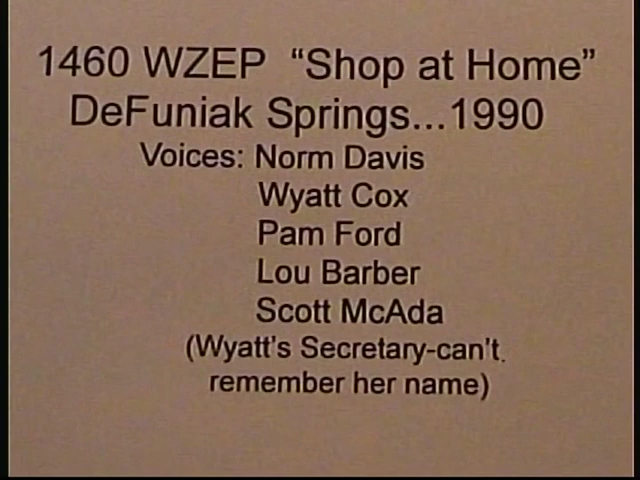 1460 WZEP “Shop at Home”
DeFuniak Springs...1990
Voices: Norm Davis
Wyatt Cox
Pam Ford
Lou Barber
Scott McAda
(Wyatt's Secretary-can't.
remember her name)